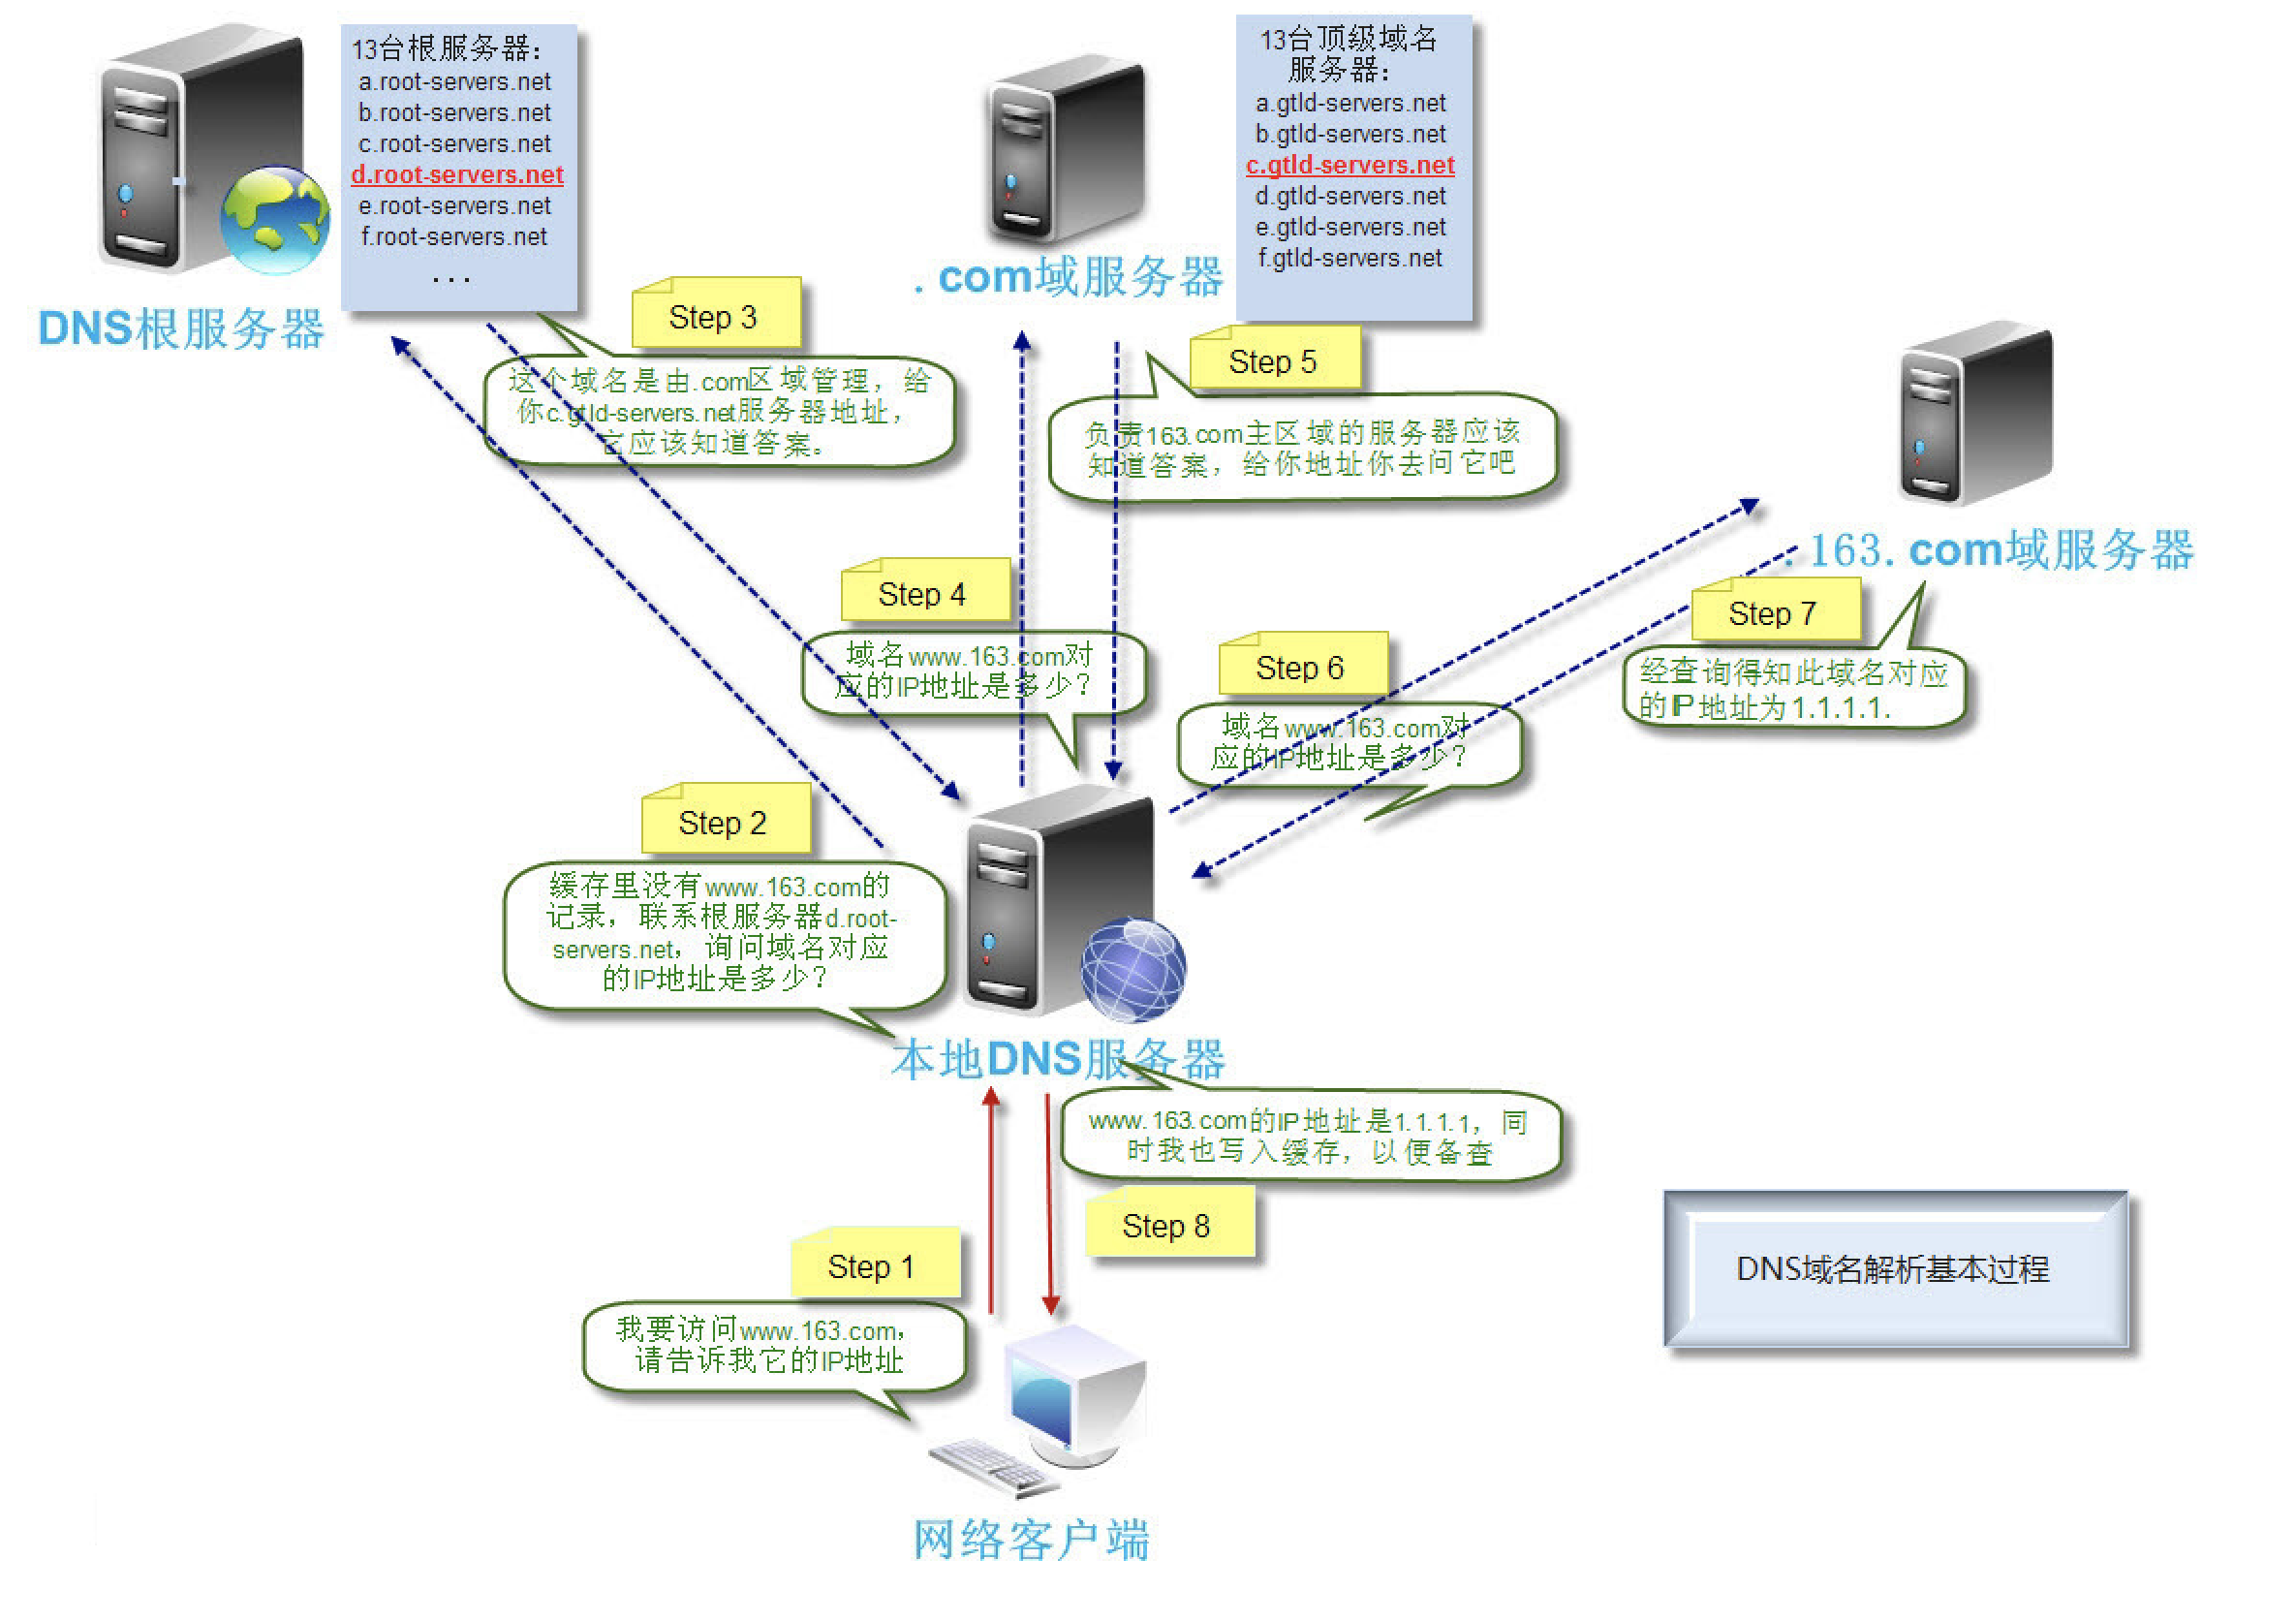 13台根服务器：
a.root-servers.net
b.root-servers.net
c.root-servers.net
d.root-servers.net
e.root-servers.net
f.root-servers.net
...
DNS根服务器
13台顶级域名
服务器：
a.gtld-servers.net
b.gtld-servers.net
c.gtld-servers.net
d.gtld-servers.net
e.gtld-servers.net
f.gtld-servers.net
.com域服务器
Step 3
这个域名是由.com区域管理，给
你c.gtld-servers.net服务器地址，
它应该知道答案。
Step 5
负责163.com主区域的服务器应该
知道答案，给你地址你去问它吧
.163.com域服务器
Step 4
域名www.163.com对
应的IP地址是多少？
Step 6
域名www.163.com对
应的IP地址是多少？
Step 7
经查询得知此域名对应
的IP地址为1.1.1.1.
Step 2
缓存里没有www.163.com的
记录，联系根服务器d.root-
servers.net，询问域名对应
的IP地址是多少？
本地DNS服务器
www.163.com的IP地址是1.1.1.1，同
时我也写入缓存，以便备查
Step 8
Step 1
我要访问www.163.com，
请告诉我它的IP地址
网络客户端
DNS域名解析基本过程